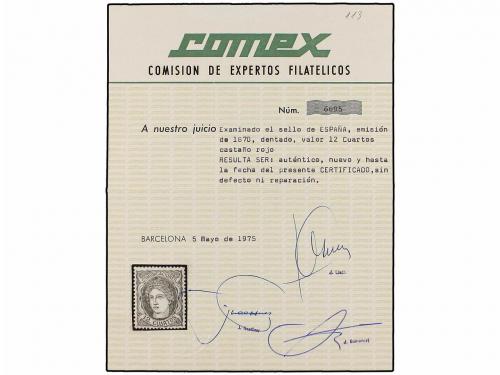 113
comex
COMISION DE EXPERTOS FILATELICOS
Núm. 6695
A nuestro juicio Examinado el sello de ESPAÑA, emisión
de 1870, dentado, valor 12 Cuartos
castaño rojo
RESULTA SER: auténtico, nuevo y hasta
la fecha del presente CERTIFICADO,sin
defecto ni reparación.
BARCELONA 5 Mayo de 1975
CUARTOS